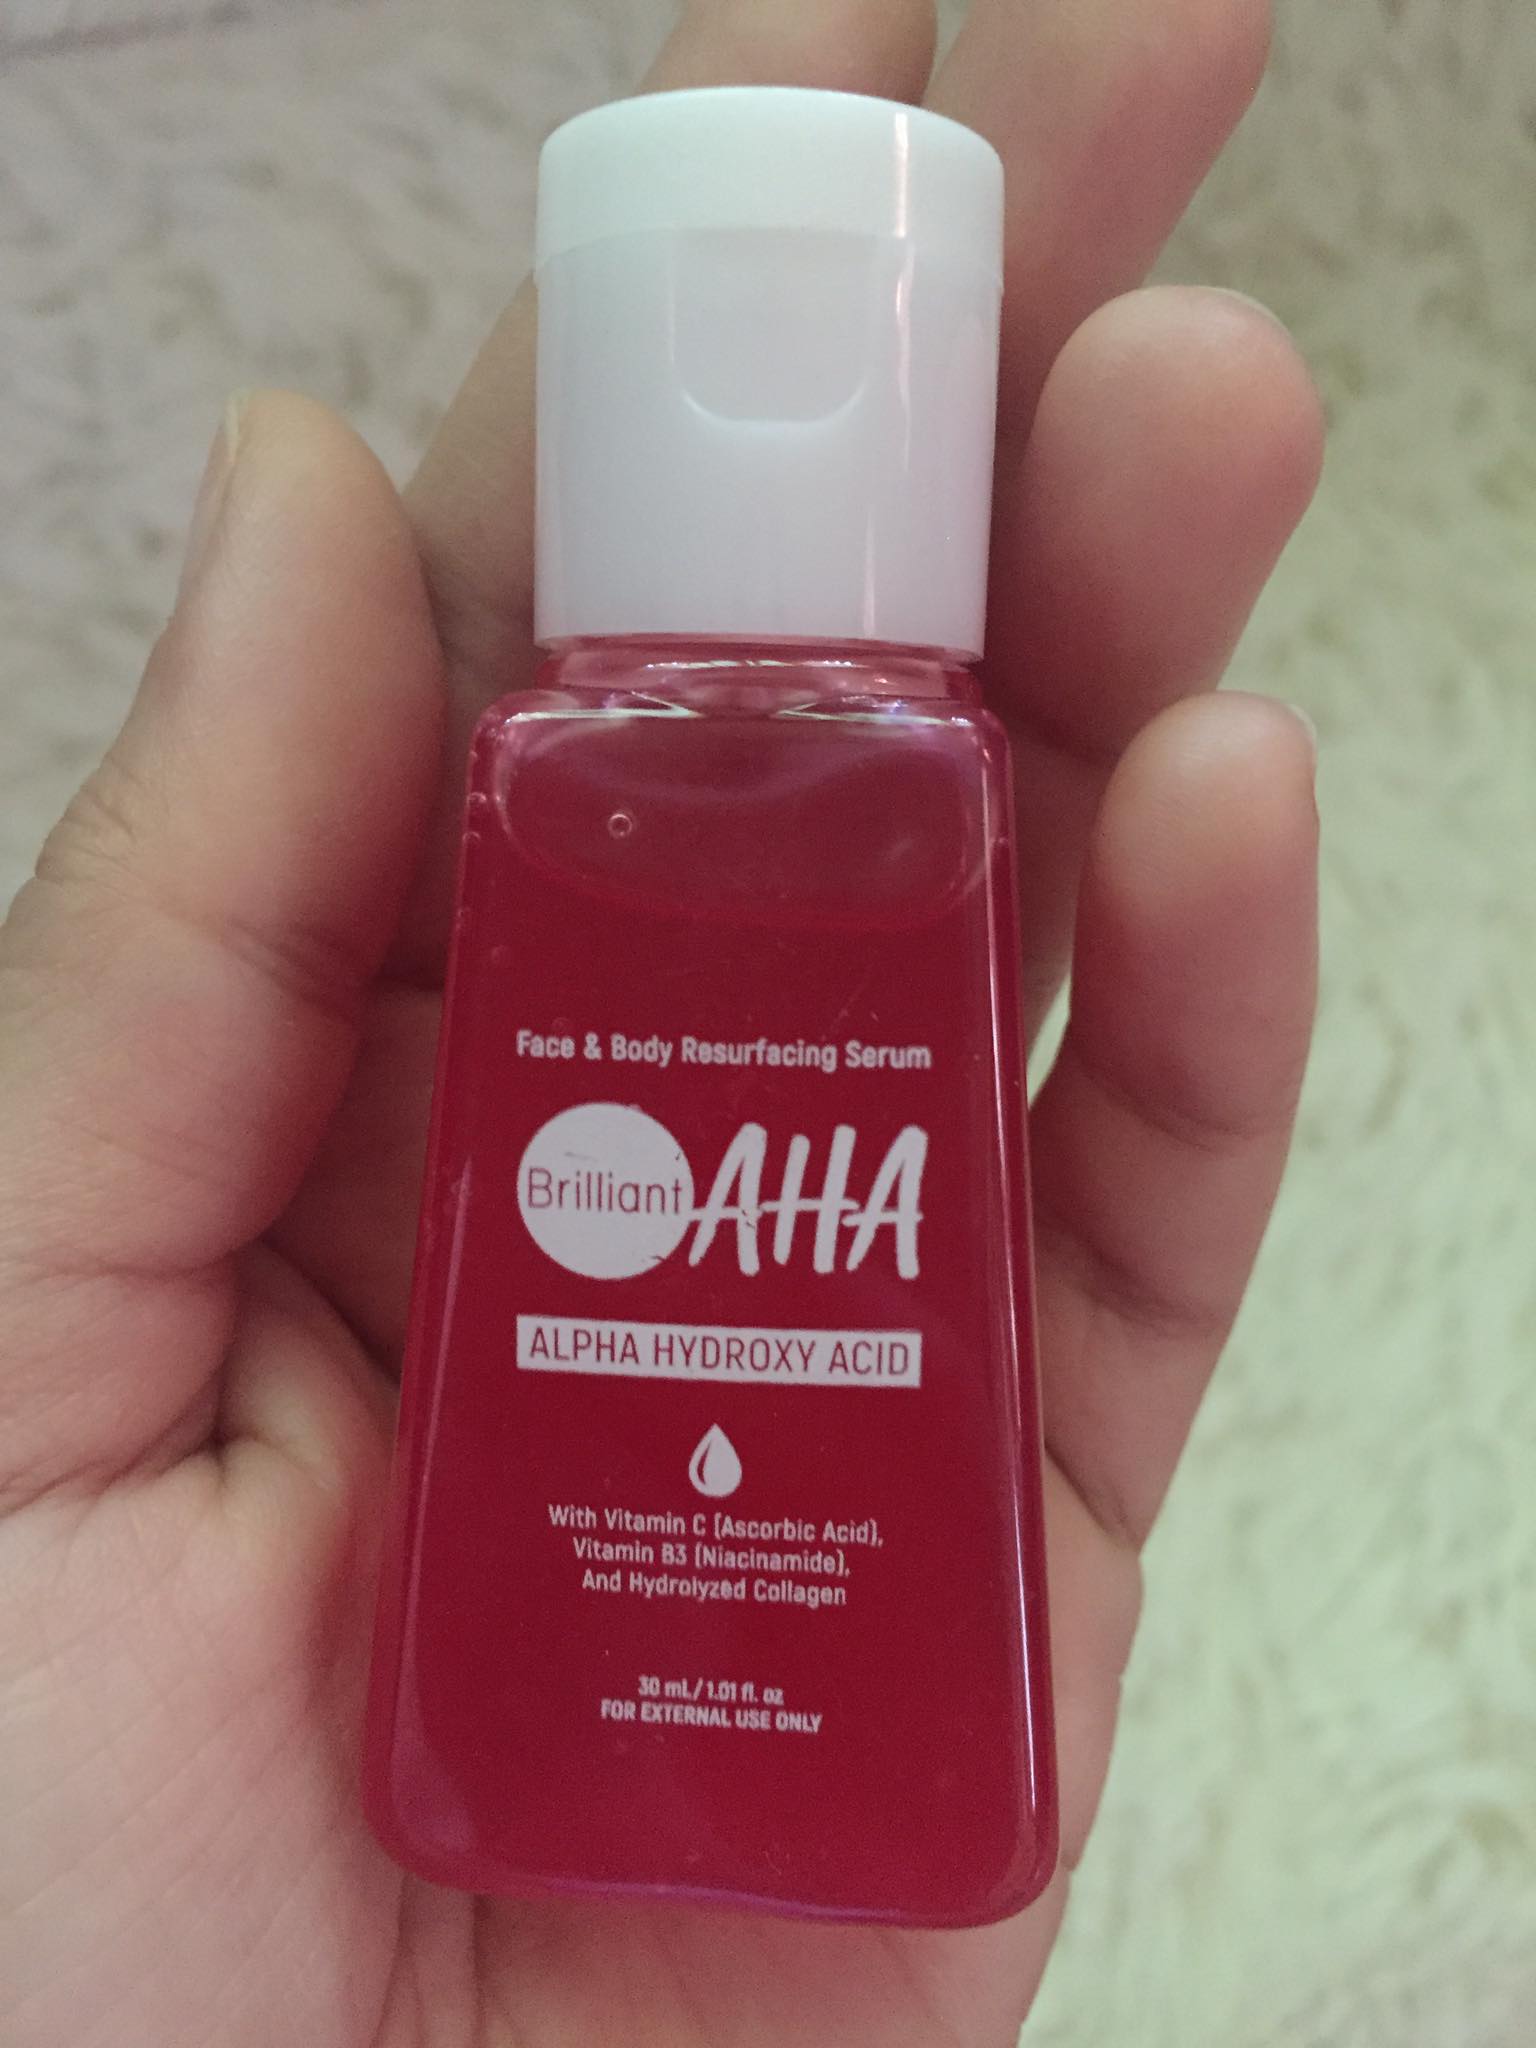 Face & Body Resurfacing Serum
Brilliant AHA
ALPHA HYDROXY ACID
With Vitamin C (Ascorbic Acid),
Vitamin B3 (Niacinamide),
And Hydrolyzed Collagen
30 mL/ 1.01 fl. oz
FOR EXTERNAL USE ONLY